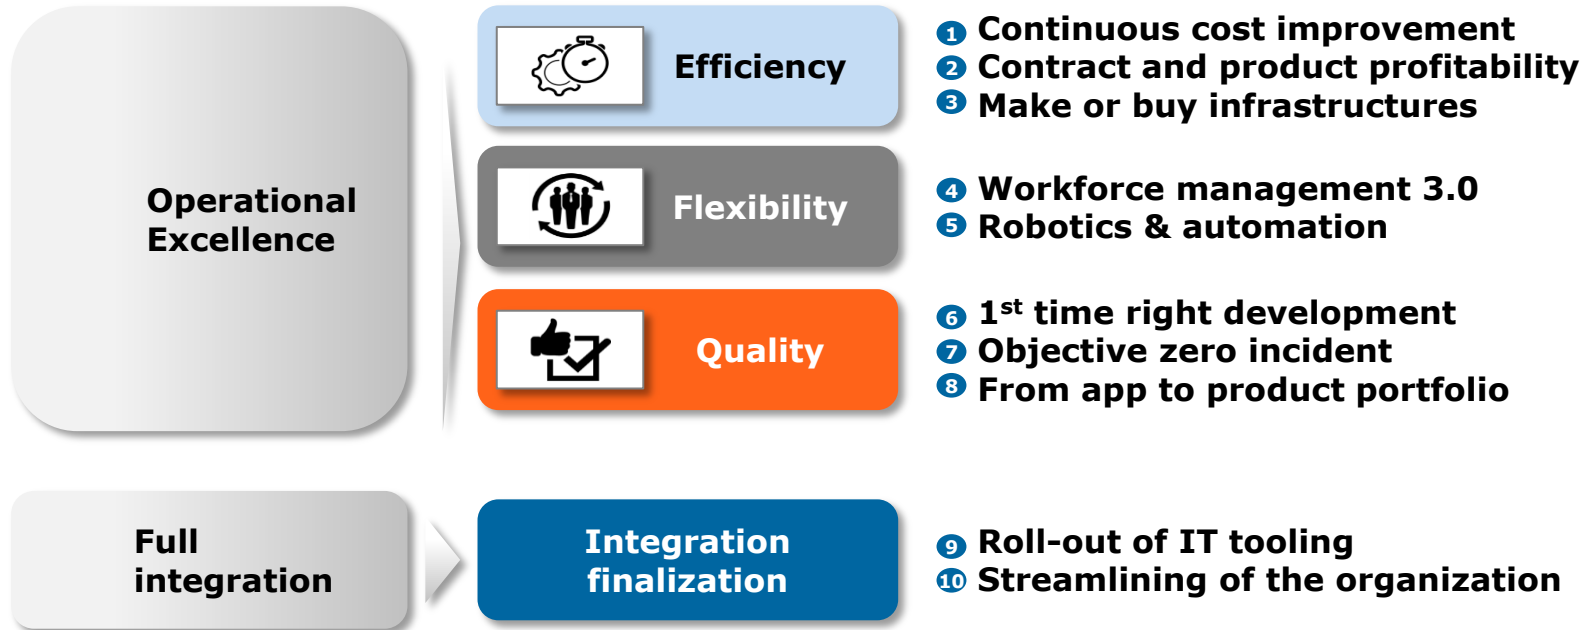 Operational
Excellence
Efficiency
1 Continuous cost improvement
2 Contract and product profitability
3 Make or buy infrastructures
Flexibility
4 Workforce management 3.0
5 Robotics & automation
Quality
6 1st time right development
7 Objective zero incident
8 From app to product portfolio
Full
integration
Integration
finalization
9 Roll-out of IT tooling
10 Streamlining of the organization